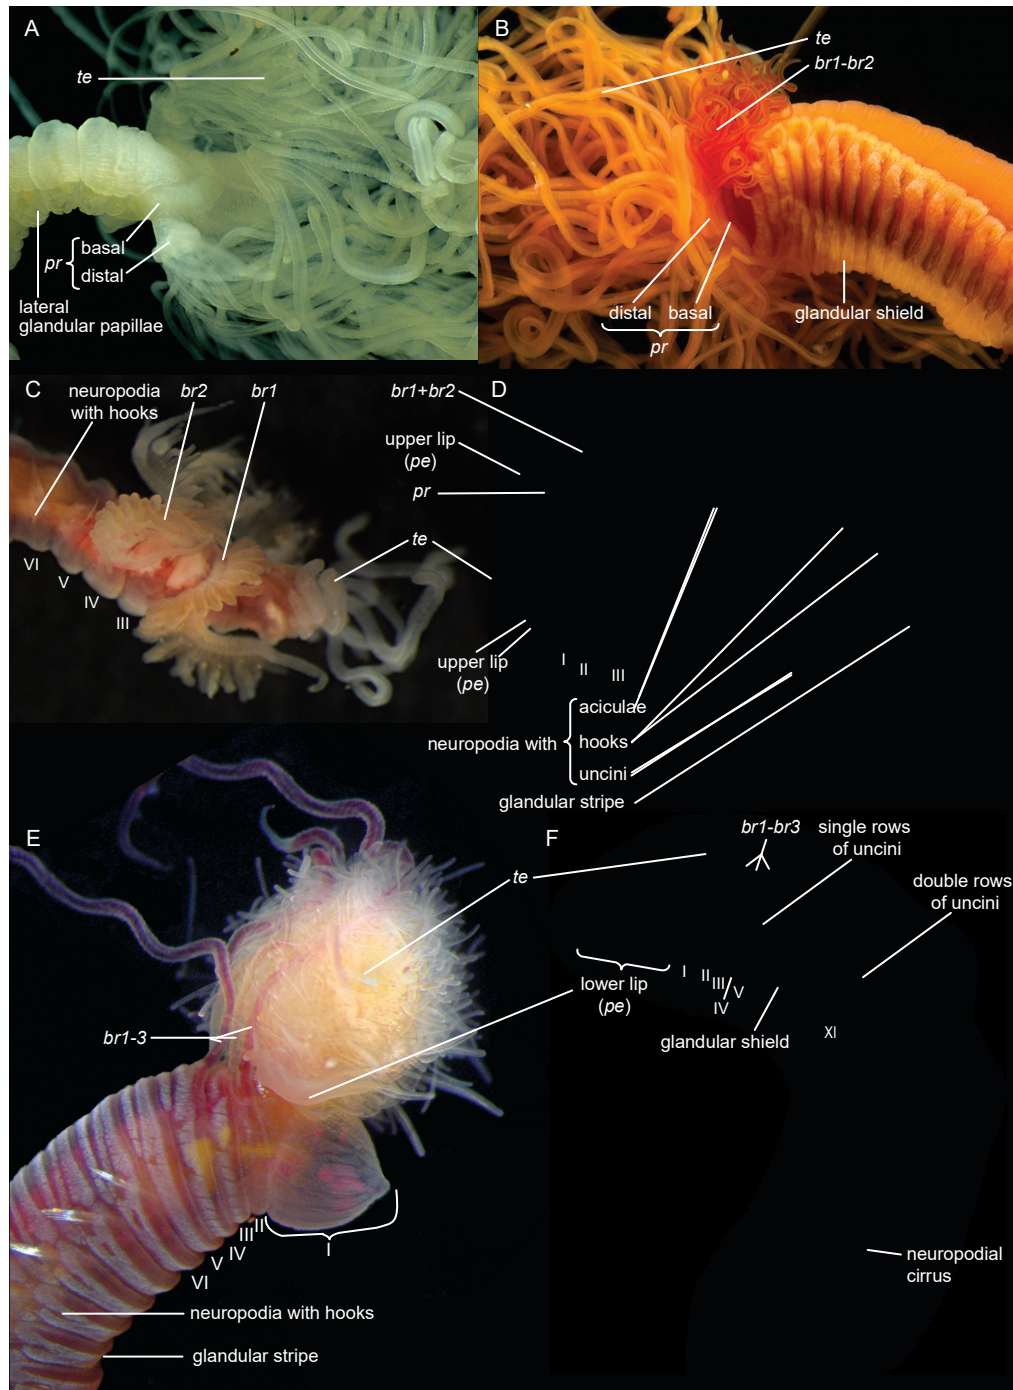 A
te
pr
basal
distal
lateral
glandular papillae
B
te
br1-br2
distal
basal
pr
glandular shield
C
neuropodia
with hooks
br2
br1
te
VI
V
IV
III
D
br1+br2
upper lip
(pe)
pr
upper lip
(pe)
I
II
III
neuropodia with
aciculae
hooks
uncini
glandular stripe
E
te
br1-3
lower lip
(pe)
II
III
IV
V
VI
I
neuropodia with hooks
glandular stripe
F
br1-br3
single rows
of uncini
double rows
of uncini
I
II
III
V
IV
glandular shield
XI
neuropodial
cirrus